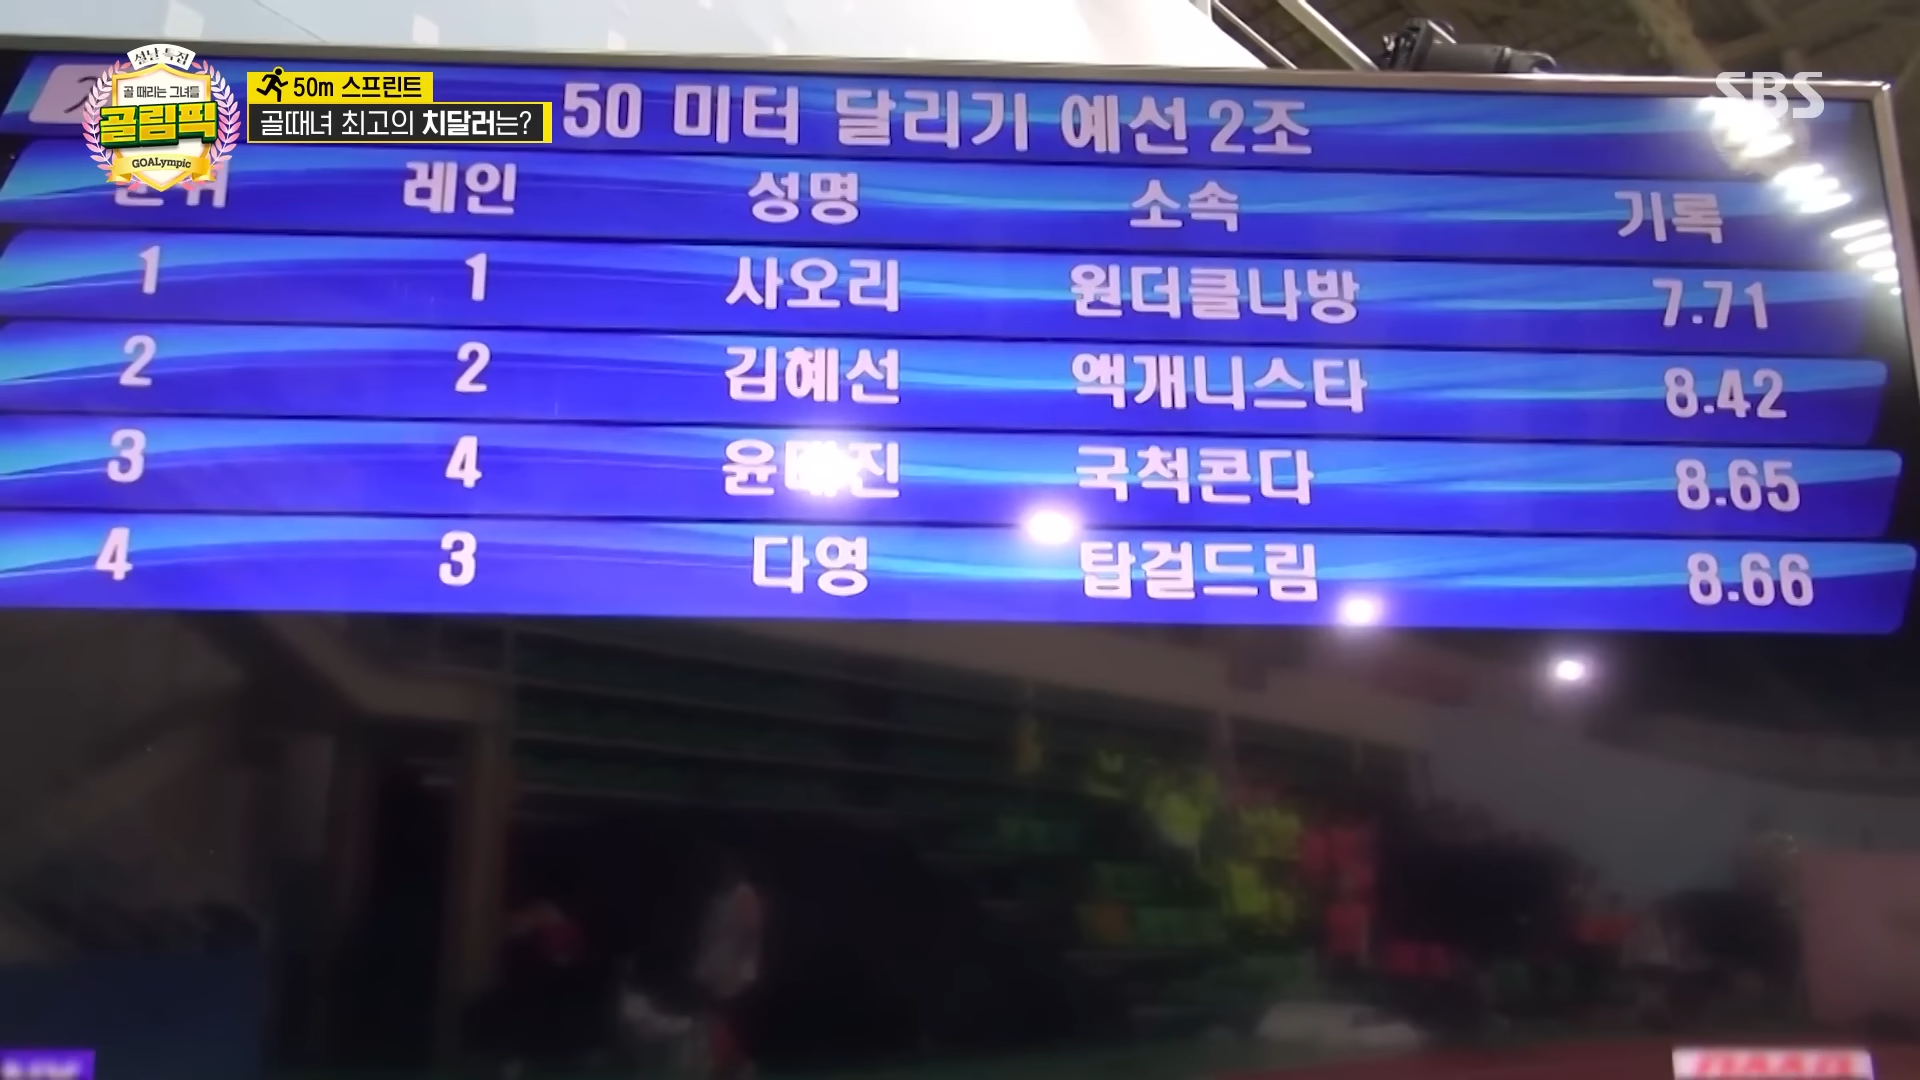 설날 특집
골 때리는 그녀들
골림픽
GOALympic
50m 스프린트
골때녀 최고의 치달러는?
SBS
50 미터 달리기 예선 2조
순위 레인 성명 소속 기록
1 1 사오리 원더클나방 7.71
2 2 김혜선 액개니스타 8.42
3 4 국척콘다 8.65
4 3 다영 탑걸드림 8.66